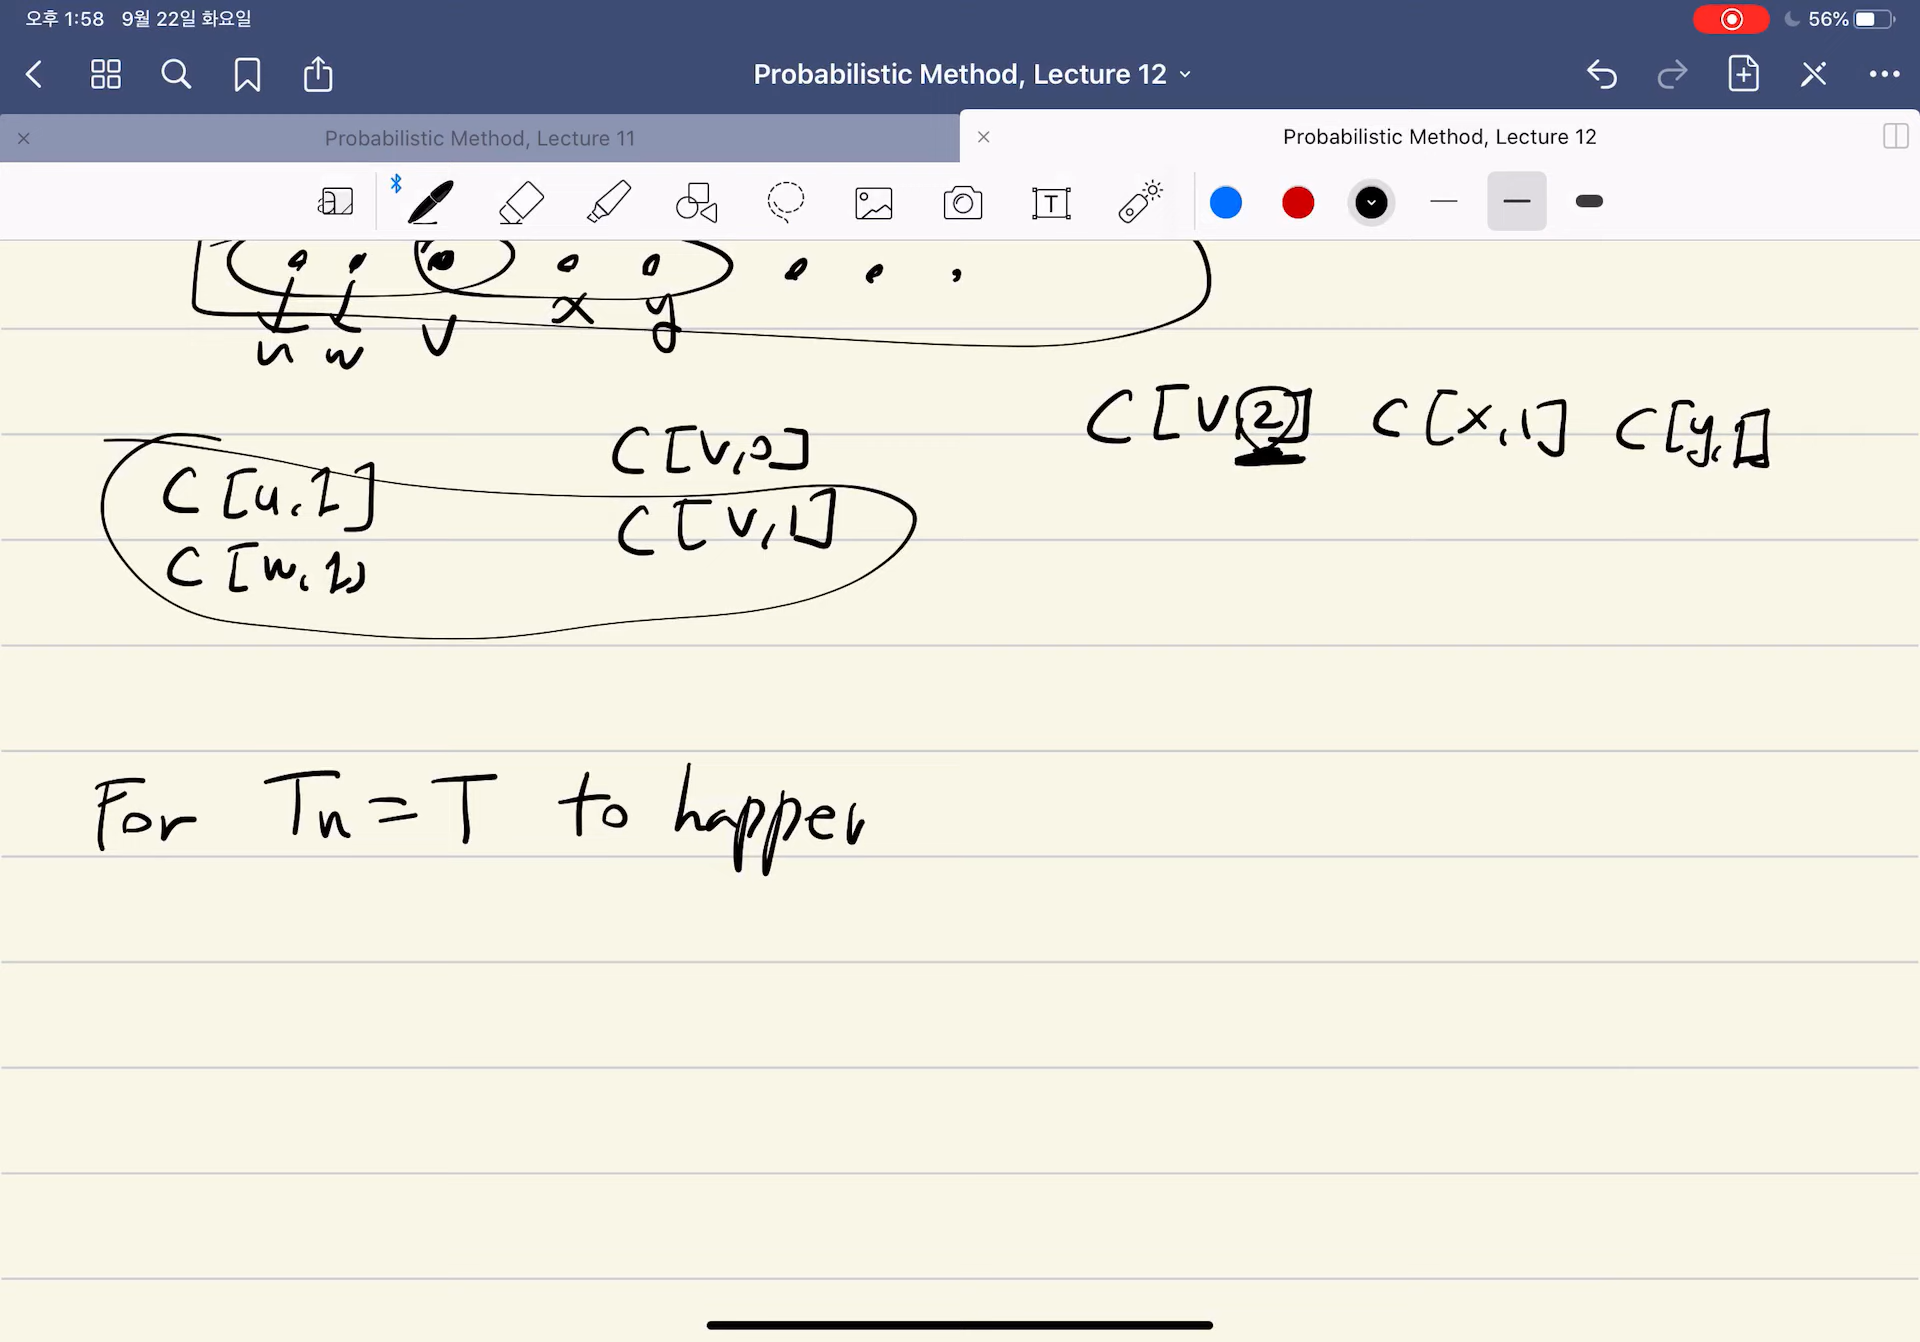 오후 1:58 9월 22일 화요일 56%
Probabilistic Method, Lecture 12
Probabilistic Method, Lecture 11 Probabilistic Method, Lecture 12
x y
u w v
C[v,2] C[x,1] C[y,1]
C[v,0]
C[u,1]
C[v,1]
C[w,1]
For Tn=T to happen